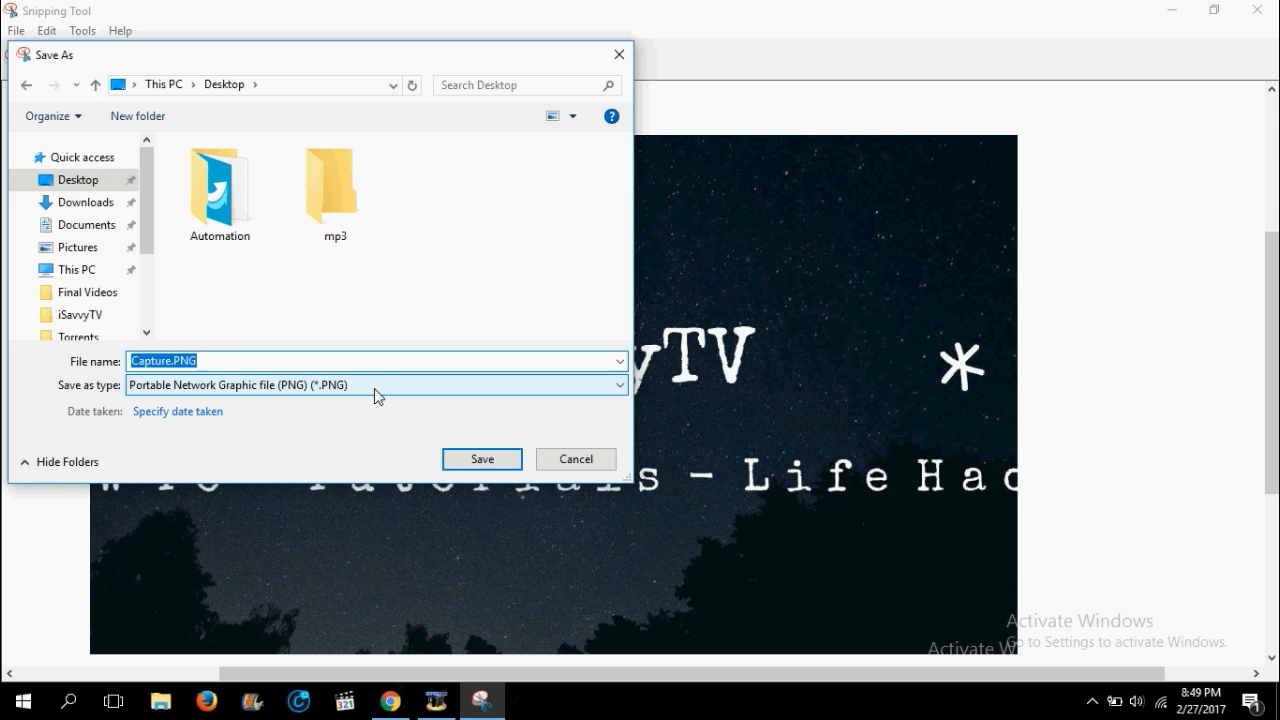 Snipping Tool
File Edit Tools Help
Save As
This PC Desktop
Search Desktop
Organize New folder
Quick access
Desktop
Downloads
Documents
Pictures
This PC
Final Videos
iSavvyTV
Torrents
Automation
mp3
File name: Capture.PNG
Save as type: Portable Network Graphic file (PNG) (*.PNG)
Date taken: Specify date taken
Hide Folders
Save
Cancel
yTV *
Tutorials - Life Hac
Activate Windows
Go to Settings to activate Windows.
Activate W
8:49 PM
2/27/2017